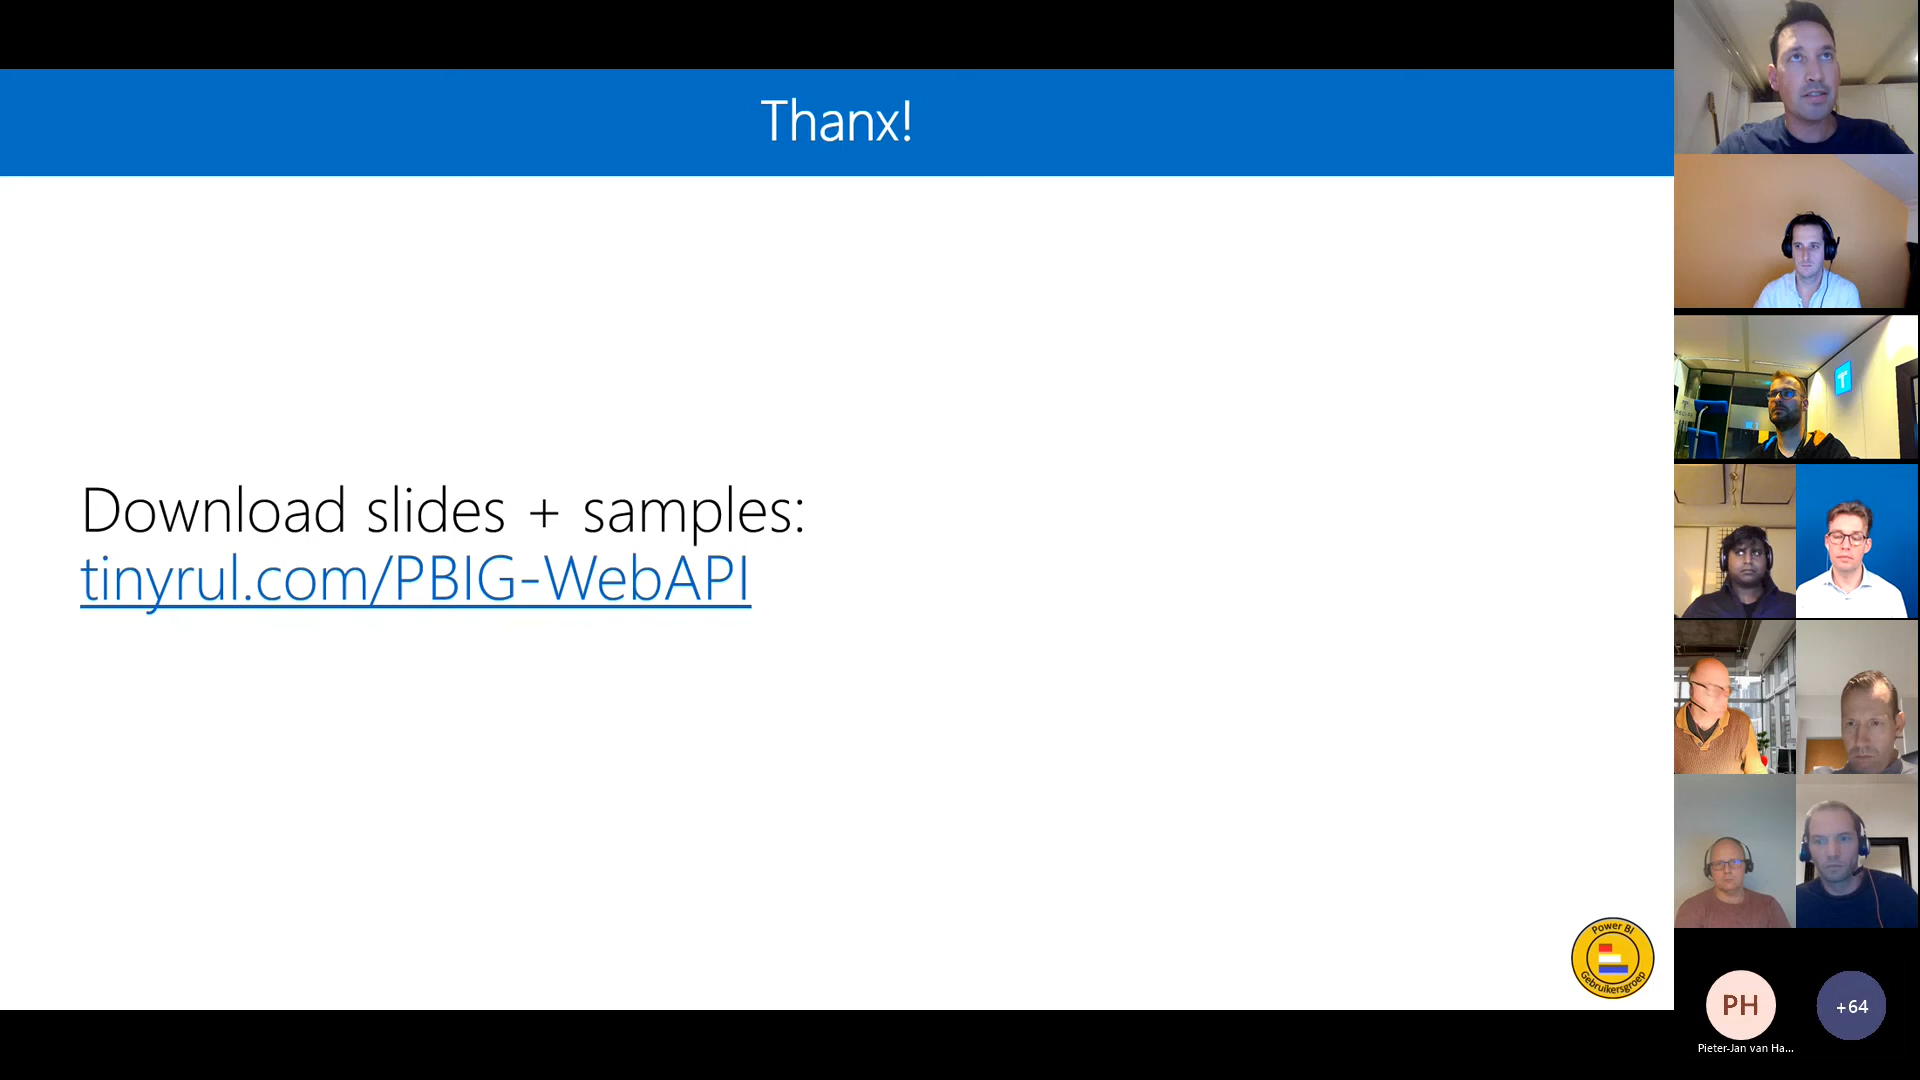 Thanx!
Download slides + samples:
tinyrul.com/PBIG-WebAPI
Power BI
Gebruikersgroep
T
PH
+64
Pieter-Jan van Ha...